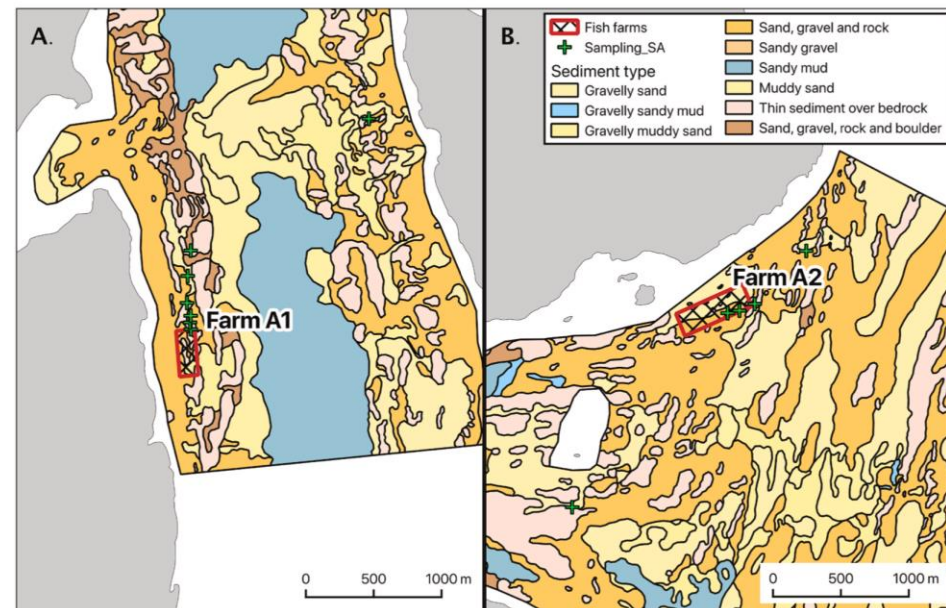 A.
Farm A1
0 500 1000 m
B.
Fish farms
Sampling_SA
Sediment type
Gravelly sand
Gravelly sandy mud
Gravelly muddy sand
Sand, gravel and rock
Sandy gravel
Sandy mud
Muddy sand
Thin sediment over bedrock
Sand, gravel, rock and boulder
Farm A2
0 500 1000 m